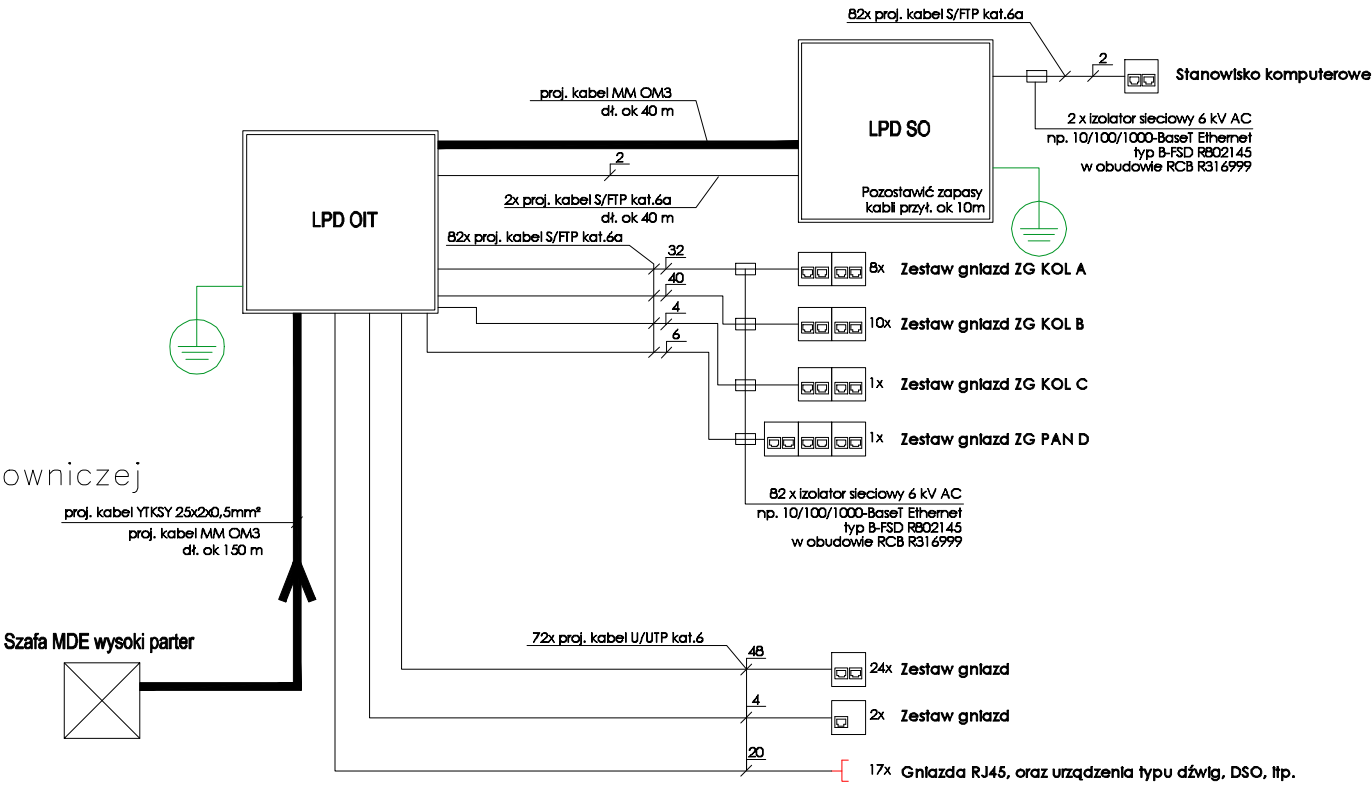 82x proj. kabel S/FTP kat.6a
2
Stanowisko komputerowe
proj. kabel MM OM3
dł. ok 40 m
LPD SO
2 x izolator sieciowy 6 kV AC
np. 10/100/1000-BaseT Ethernet
typ B-FSD R802145
w obudowie RCB R316999
2
Pozostawić zapasy
kabli przył. ok 10m
2x proj. kabel S/FTP kat.6a
dł. ok 40 m
LPD OIT
82x proj. kabel S/FTP kat.6a
32
8x Zestaw gniazd ZG KOL A
40
10x Zestaw gniazd ZG KOL B
4
6
1x Zestaw gniazd ZG KOL C
1x Zestaw gniazd ZG PAN D
owniczej
82 x izolator sieciowy 6 kV AC
np. 10/100/1000-BaseT Ethernet
typ B-FSD R802145
w obudowie RCB R316999
proj. kabel YTKSY 25x2x0,5mm²
proj. kabel MM OM3
dł. ok 150 m
Szafa MDE wysoki parter
72x proj. kabel U/UTP kat.6
48
24x Zestaw gniazd
4
2x Zestaw gniazd
20
17x Gniazda RJ45, oraz urządzenia typu dźwig, DSO, itp.